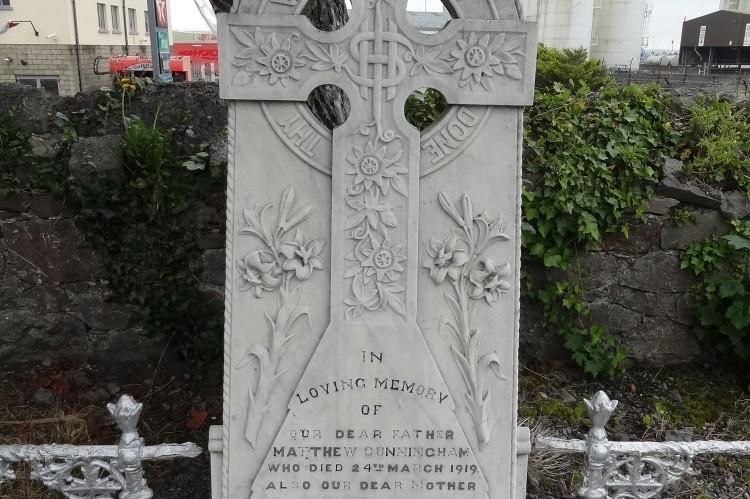 THY
DONE
IN
LOVING MEMORY
OF
OUR DEAR FATHER
MATTHEW CUNNINGHAM
WHO DIED 24TH MARCH 1919.
ALSO OUR DEAR MOTHER